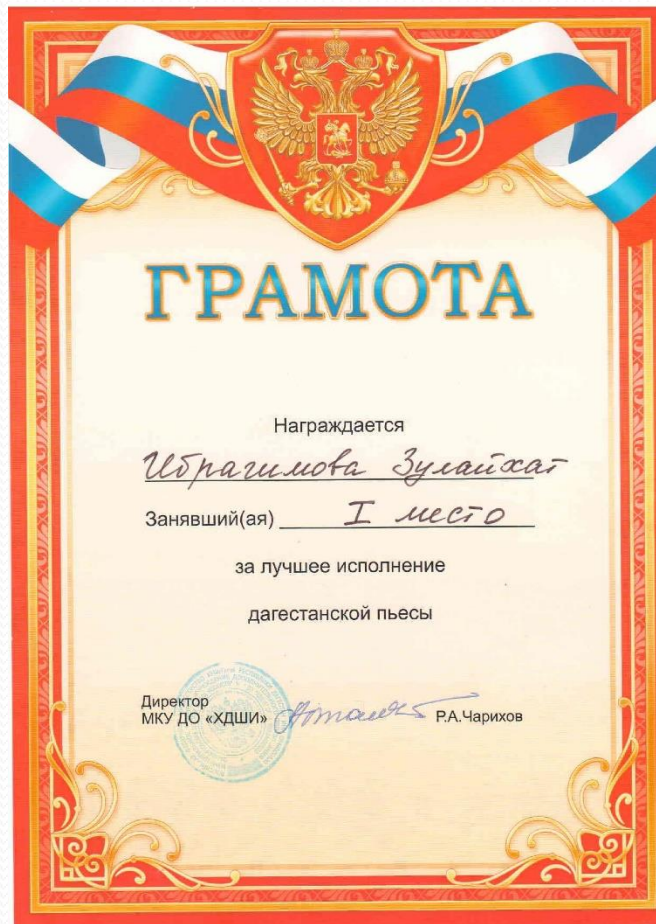 ГРАМОТА
Награждается
Ибрагимова Зулайхат
Занявший(ая) I место
за лучшее исполнение
дагестанской пьесы
Директор
МКУ ДО «ХДШИ» Р.А.Чарихов